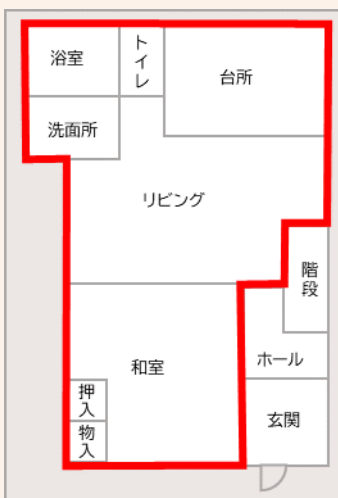 浴室
トイレ
台所
洗面所
リビング
階段
和室
ホール
押入
玄関
物入